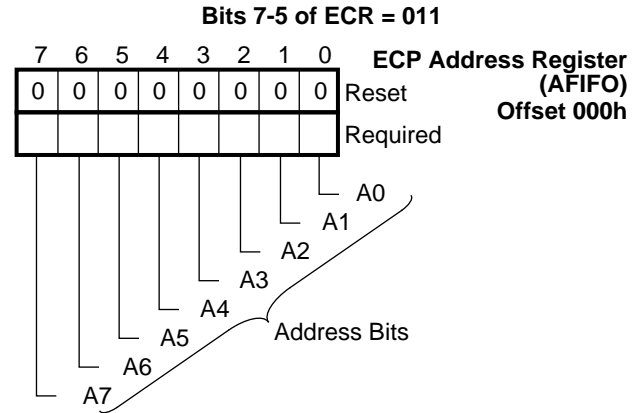 Bits 7-5 of ECR = 011
7 6 5 4 3 2 1 0
ECP Address Register
(AFIFO)
Offset 000h
0 0 0 0 0 0 0 0 Reset
Required
A0
A1
A2
A3
A4
A5
A6
A7
Address Bits